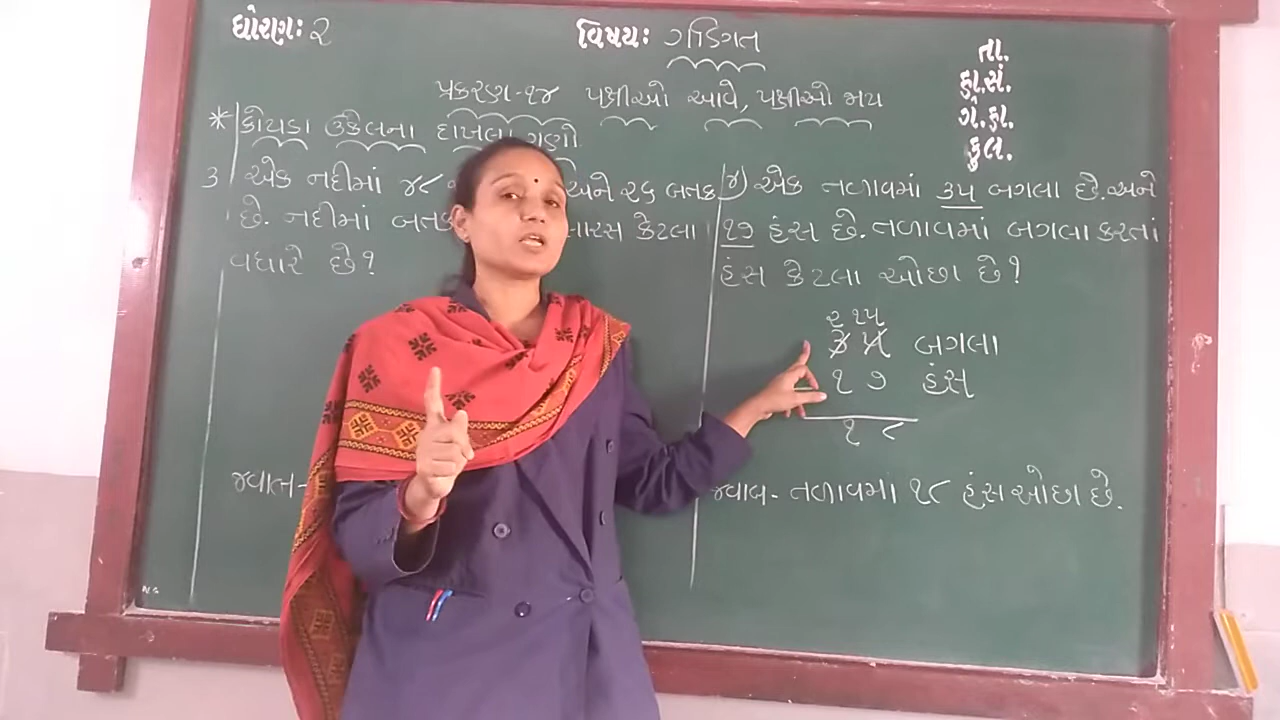 ધોરણ: ૨
વિષય: ગણિત
તા.
હા.સં.
ગે.હા.
કુલ.
પ્રકરણ-૧૪ પક્ષીઓ આવે, પક્ષીઓ જાય
* કોયડા ઉકેલના દાખલા ગણો
૩ એક નદીમાં ૪૮ અને ૨૬ બતક
છે. નદીમાં બતક સારસ કેટલા
વધારે છે?
જવાબ-
૪) એક તળાવમાં ૩૫ બગલા છે. અને
૧૭ હંસ છે. તળાવમાં બગલા કરતાં
હંસ કેટલા ઓછા છે?
૨ ૧૫
૩ ૫ બગલા
૧ ૭ હંસ
૧ ૮
જવાબ- તળાવમાં ૧૮ હંસ ઓછા છે.